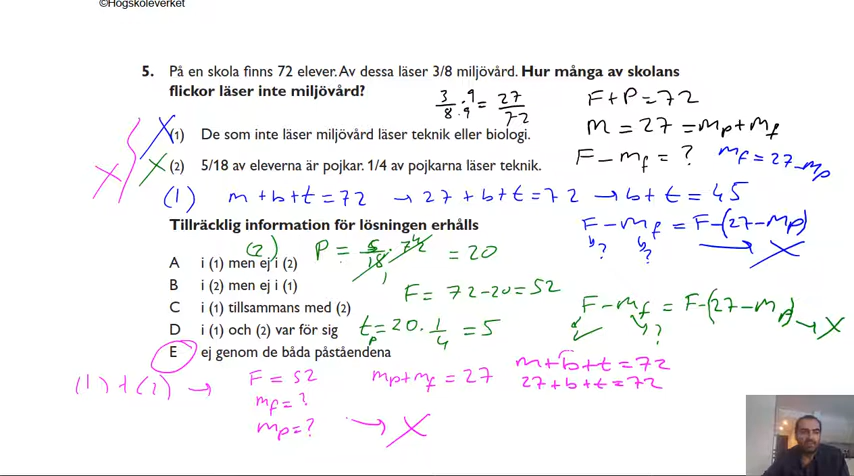 ©Högskoleverket
5. På en skola finns 72 elever. Av dessa läser 3/8 miljövård. Hur många av skolans
flickor läser inte miljövård?
3/8 · 9/9 = 27/72
F + P = 72
m = 27 = mp + mf
F - mf = ?
mf = 27 - mp
(1) De som inte läser miljövård läser teknik eller biologi.
(2) 5/18 av eleverna är pojkar. 1/4 av pojkarna läser teknik.
(1) m + b + t = 72 → 27 + b + t = 72 → b + t = 45
F - mf = F - (27 - mp)
? ?
Tillräcklig information för lösningen erhålls
(2) P = 5/18 · 72 4 = 20
1
A i (1) men ej i (2)
B i (2) men ej i (1)
F = 72 - 20 = 52
C i (1) tillsammans med (2)
F - mf = F - (27 - mp) → X
?
D i (1) och (2) var för sig
tp = 20 · 1/4 = 5
E ej genom de båda påståendena
(1) + (2) →
F = 52
mf = ?
mp = ?
→ X
mp + mf = 27
m + b + t = 72
27 + b + t = 72